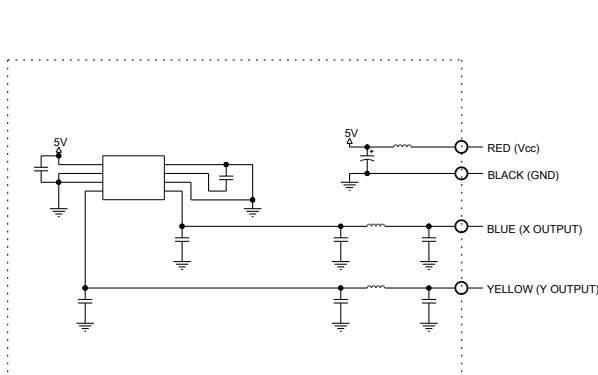 5V
5V
+
RED (Vcc)
BLACK (GND)
BLUE (X OUTPUT)
YELLOW (Y OUTPUT)